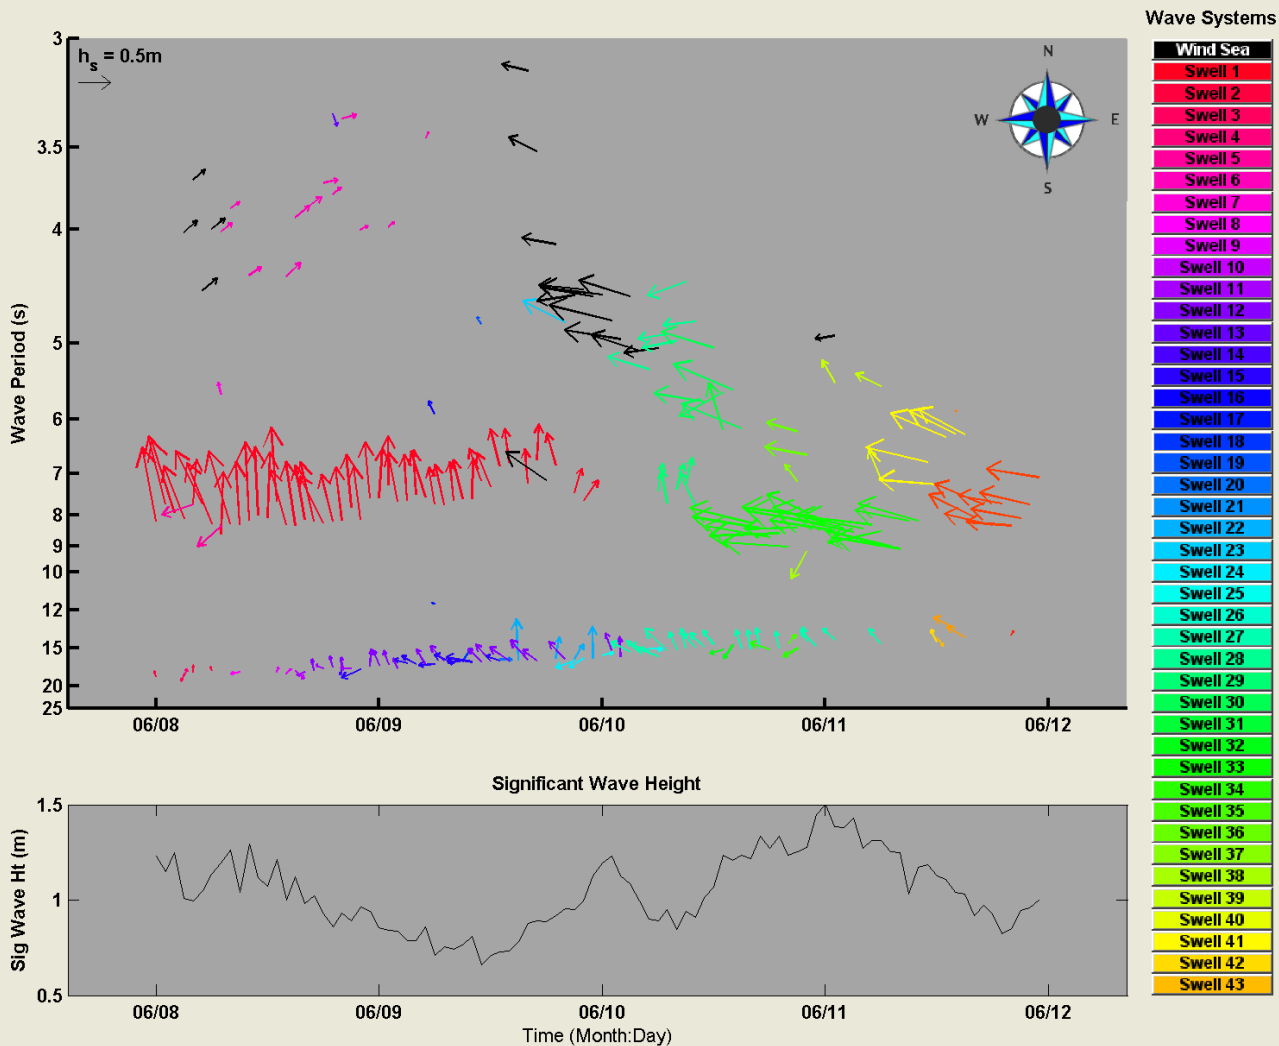 Wave Systems
Wind Sea
Swell 1
Swell 2
Swell 3
Swell 4
Swell 5
Swell 6
Swell 7
Swell 8
Swell 9
Swell 10
Swell 11
Swell 12
Swell 13
Swell 14
Swell 15
Swell 16
Swell 17
Swell 18
Swell 19
Swell 20
Swell 21
Swell 22
Swell 23
Swell 24
Swell 25
Swell 26
Swell 27
Swell 28
Swell 29
Swell 30
Swell 31
Swell 32
Swell 33
Swell 34
Swell 35
Swell 36
Swell 37
Swell 38
Swell 39
Swell 40
Swell 41
Swell 42
Swell 43
h_s = 0.5m
N
W E
S
Wave Period (s)
3
3.5
4
5
6
7
8
9
10
12
15
20
25
06/08 06/09 06/10 06/11 06/12
Significant Wave Height
Sig Wave Ht (m)
1.5
1
0.5
06/08 06/09 06/10 06/11 06/12
Time (Month:Day)